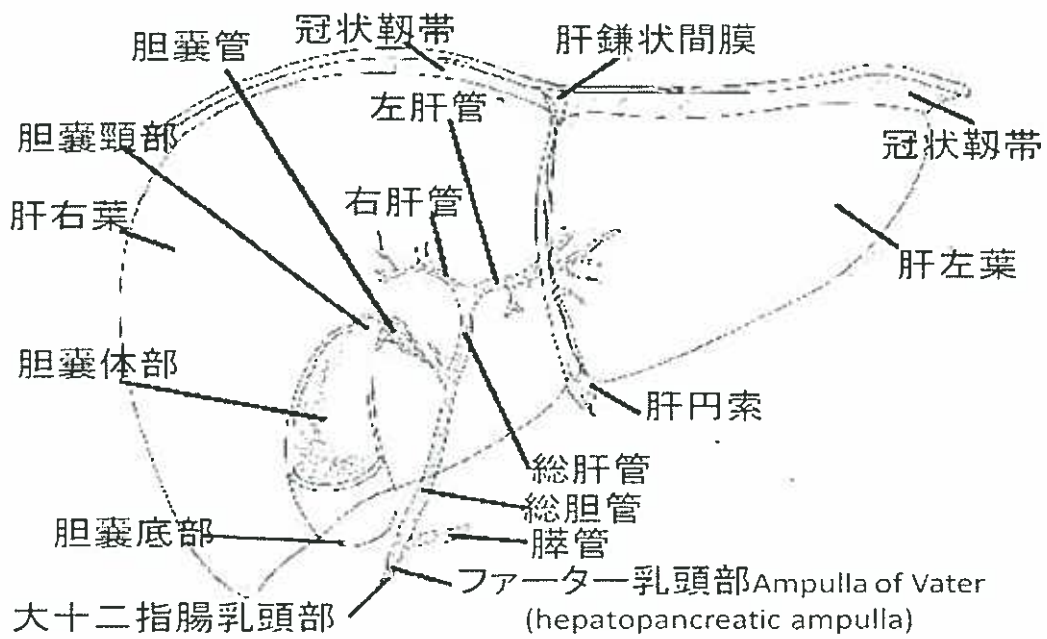 冠状靱帯
胆嚢管
肝鎌状間膜
左肝管
胆嚢頸部
冠状靱帯
右肝管
肝右葉
肝左葉
胆嚢体部
肝円索
総肝管
総胆管
胆嚢底部
膵管
ファーター乳頭部Ampulla of Vater
(hepatopancreatic ampulla)
大十二指腸乳頭部